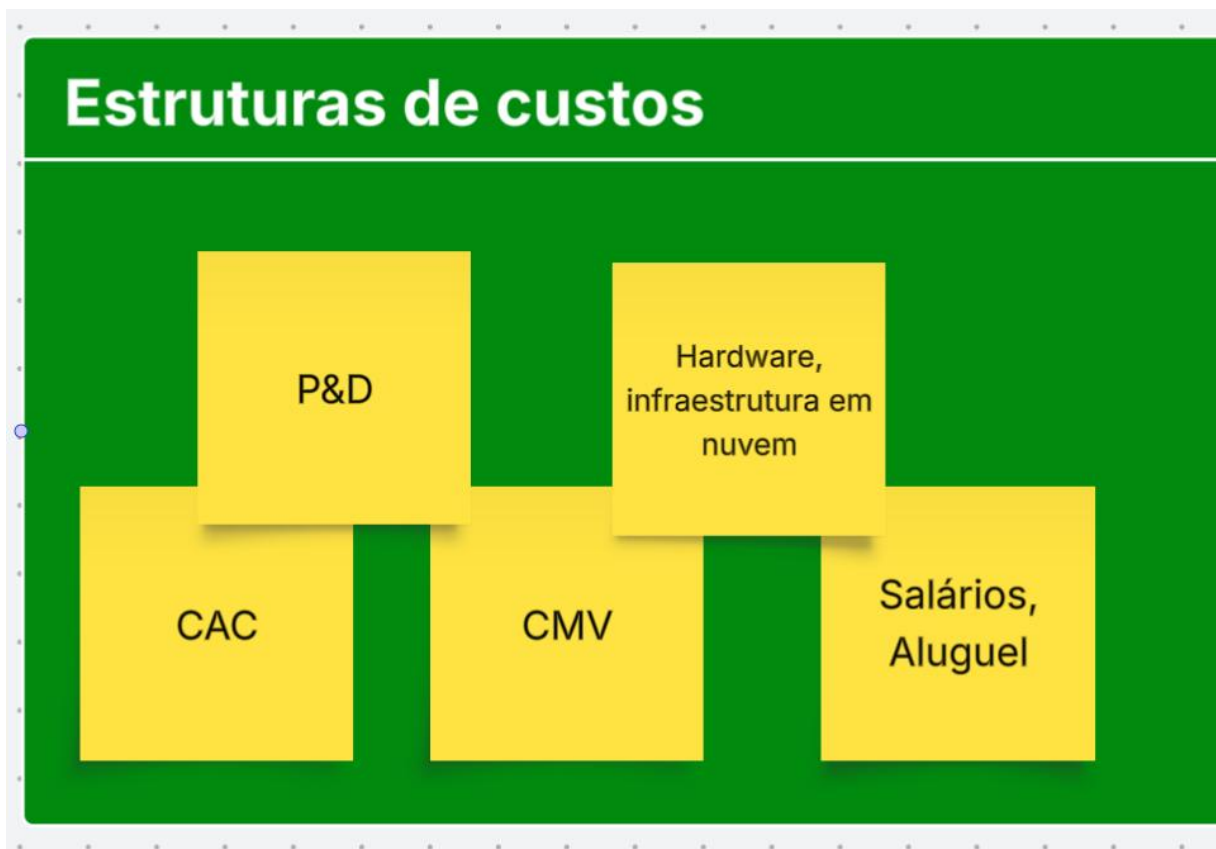 Estruturas de custos
P&D
Hardware,
infraestrutura em
nuvem
CAC
CMV
Salários,
Aluguel